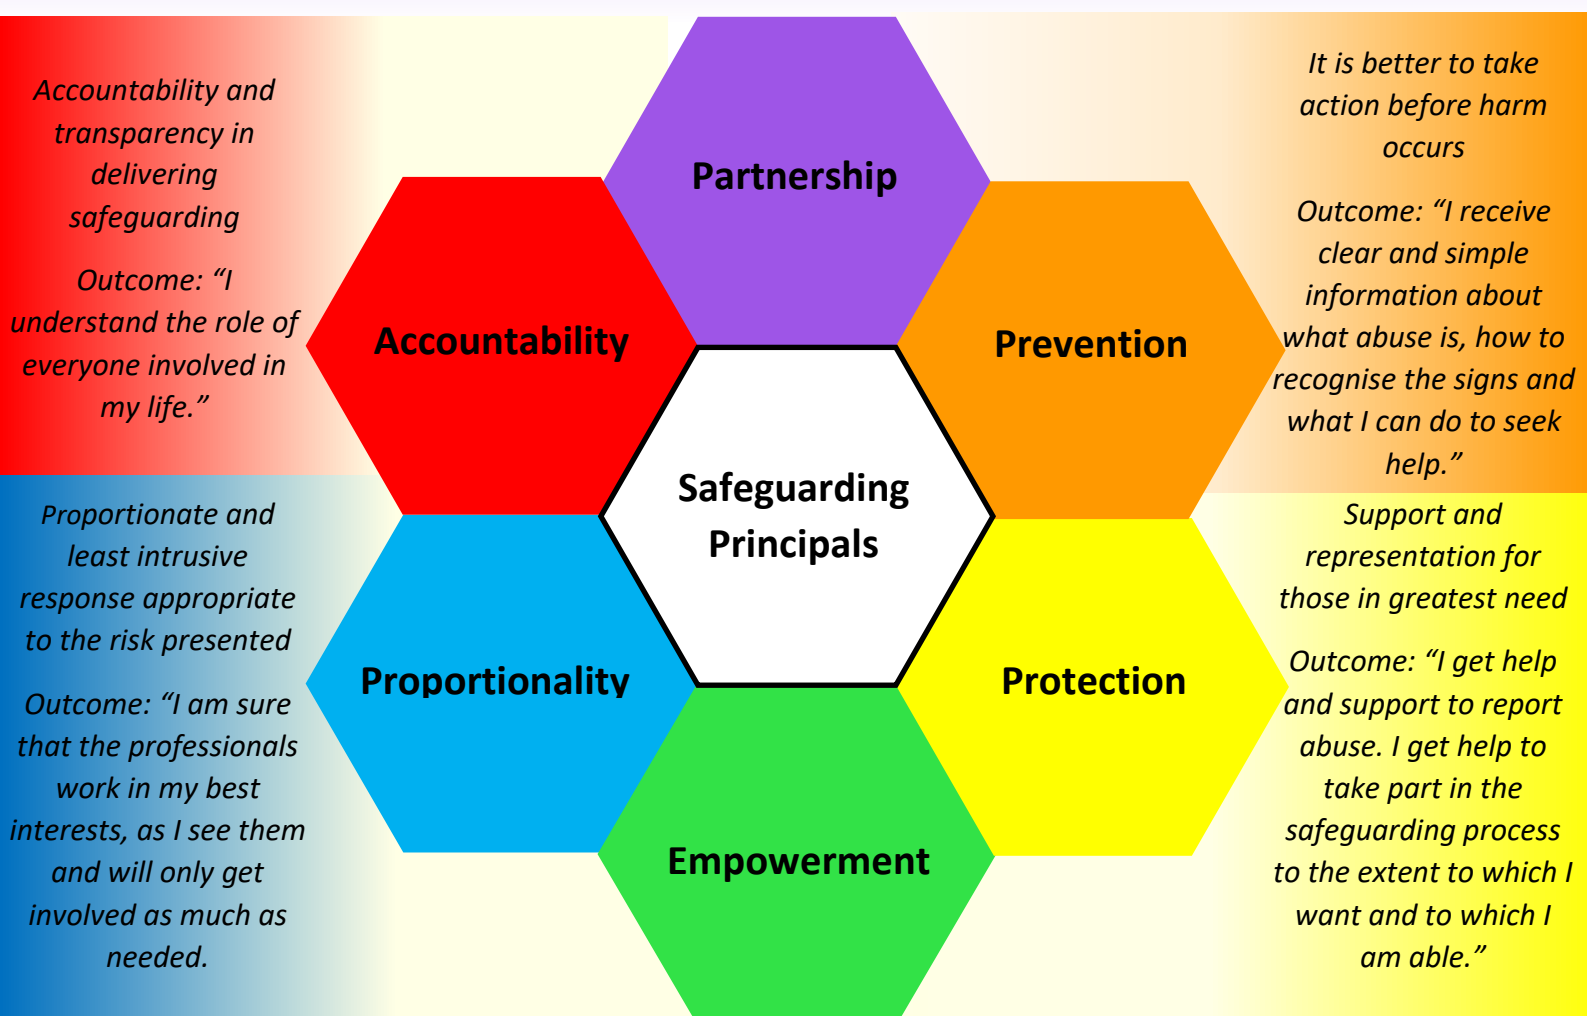 Accountability and
transparency in
delivering
safeguarding
Outcome: “I
understand the role of
everyone involved in
my life.”
Partnership
It is better to take
action before harm
occurs
Outcome: “I receive
clear and simple
information about
what abuse is, how to
recognise the signs and
what I can do to seek
help.”
Accountability
Prevention
Safeguarding
Principals
Proportionate and
least intrusive
response appropriate
to the risk presented
Outcome: “I am sure
that the professionals
work in my best
interests, as I see them
and will only get
involved as much as
needed.
Proportionality
Protection
Support and
representation for
those in greatest need
Outcome: “I get help
and support to report
abuse. I get help to
take part in the
safeguarding process
to the extent to which I
want and to which I
am able.”
Empowerment